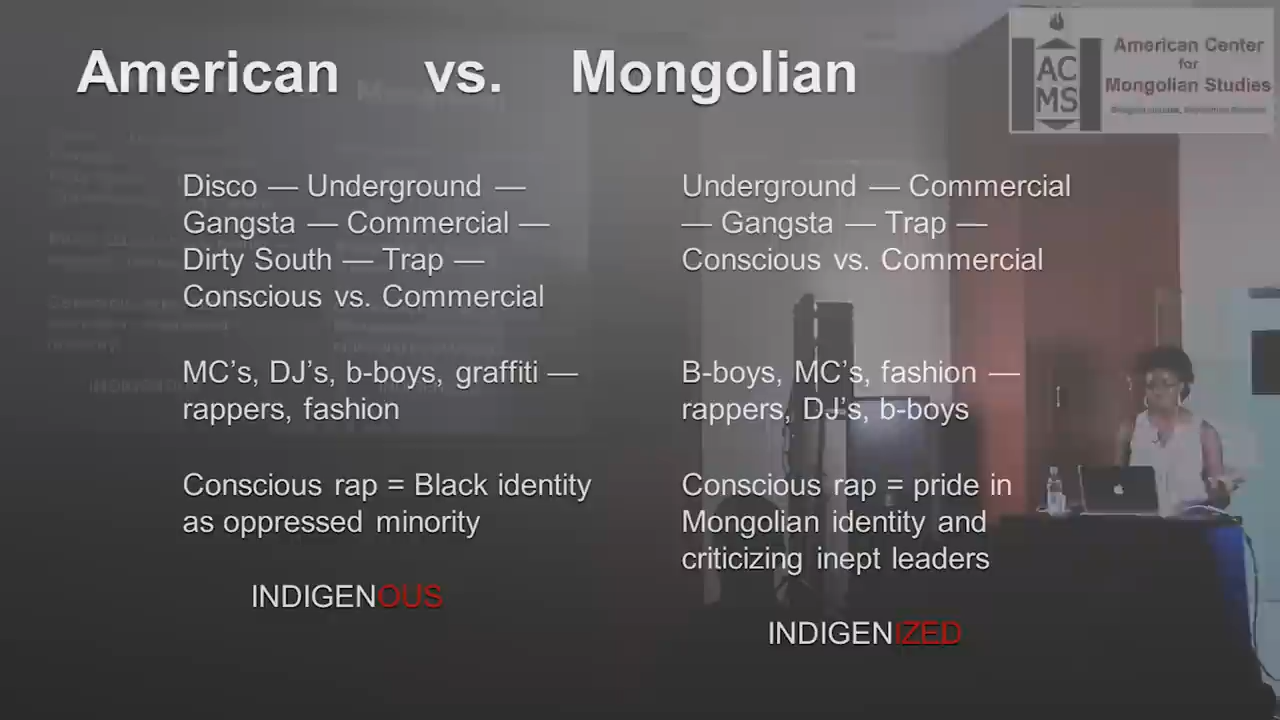 American vs. Mongolian
American Center
for
Mongolian Studies
AC
MS
Disco — Underground —
Gangsta — Commercial —
Dirty South — Trap —
Conscious vs. Commercial
MC's, DJ's, b-boys, graffiti —
rappers, fashion
Conscious rap = Black identity
as oppressed minority
INDIGENOUS
Underground — Commercial
— Gangsta — Trap —
Conscious vs. Commercial
B-boys, MC's, fashion —
rappers, DJ's, b-boys
Conscious rap = pride in
Mongolian identity and
criticizing inept leaders
INDIGENIZED